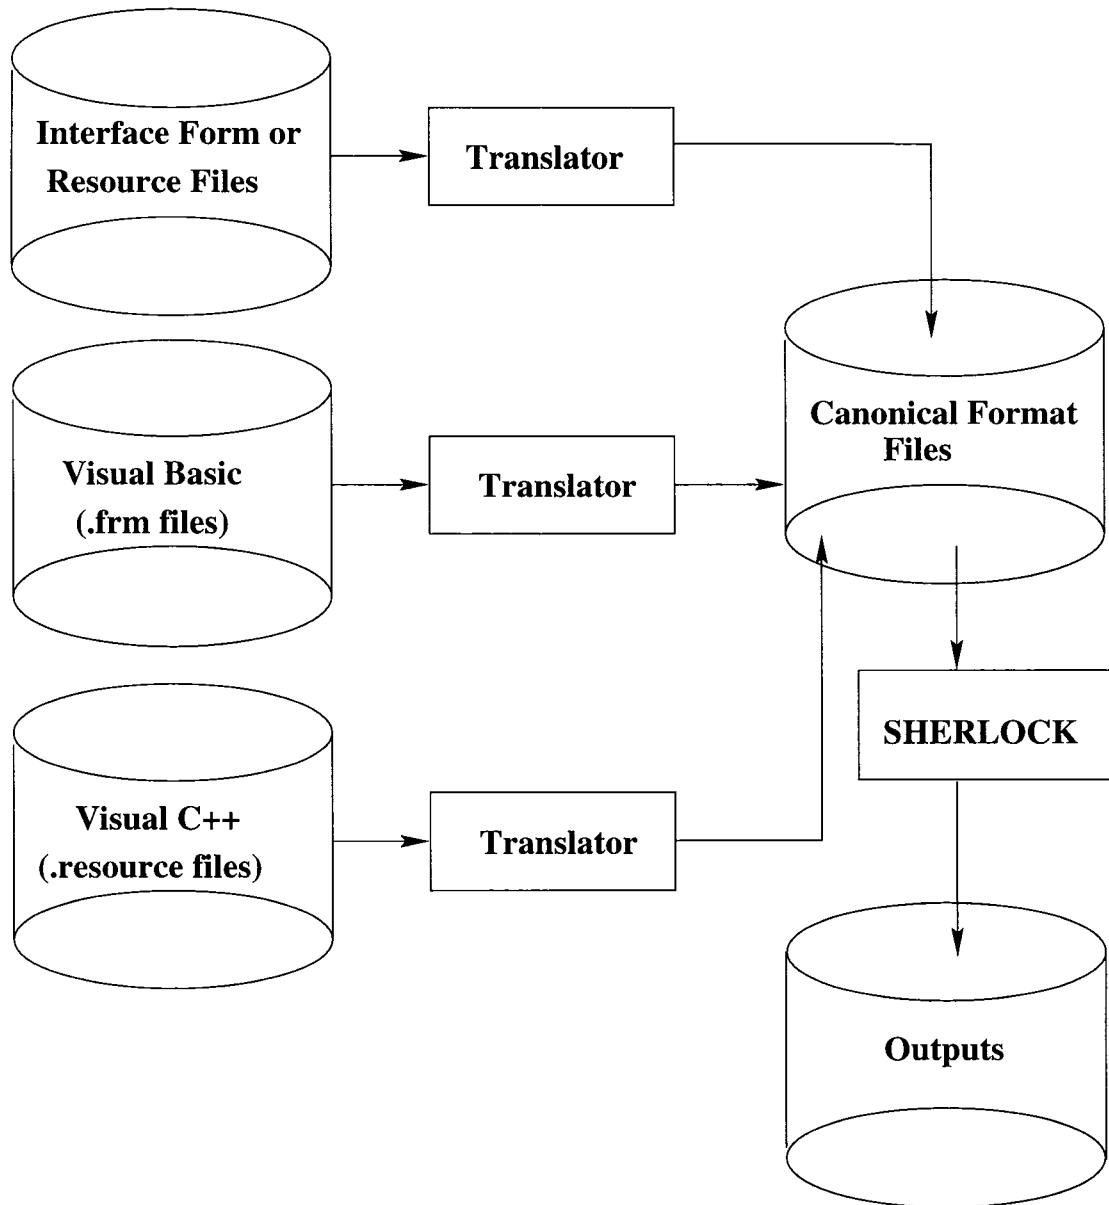 Interface Form or
Resource Files
Translator
Visual Basic
(.frm files)
Translator
Canonical Format
Files
SHERLOCK
Visual C++
(.resource files)
Translator
Outputs